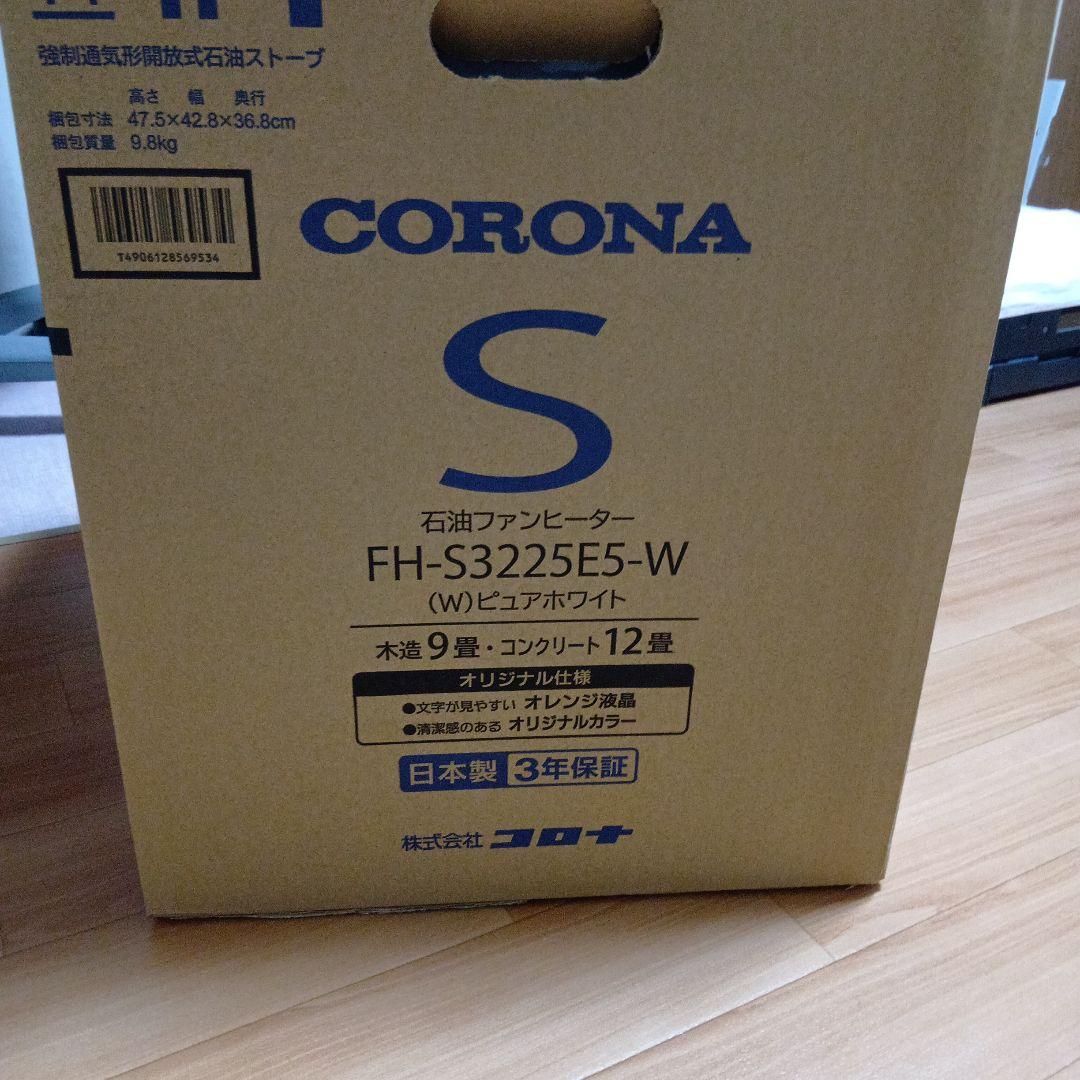 強制通気形開放式石油ストーブ
高さ 幅 奥行
梱包寸法 47.5×42.8×36.8cm
梱包質量 9.8kg
T4906128569534
CORONA
S
石油ファンヒーター
FH-S3225E5-W
(W)ピュアホワイト
木造9畳・コンクリート12畳
オリジナル仕様
●文字が見やすい オレンジ液晶
●清潔感のある オリジナルカラー
日本製 3年保証
株式会社 コロナ